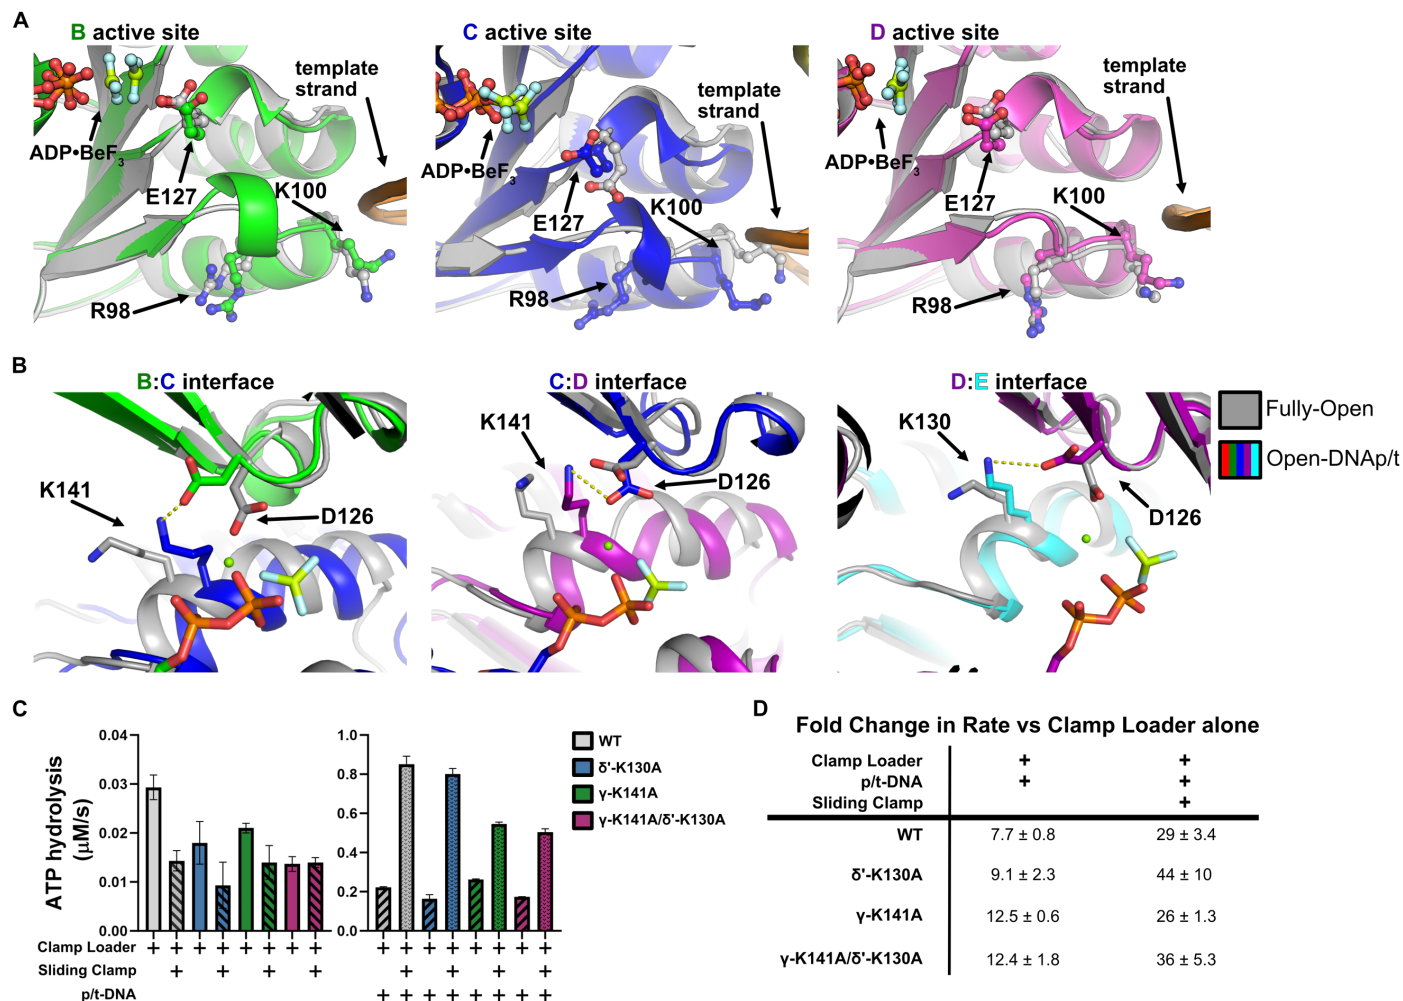 A
B active site
C active site
D active site
template
strand
ADP•BeF3
E127
K100
R98
template
strand
ADP•BeF3
E127
K100
R98
template
strand
ADP•BeF3
E127
K100
R98
B
B:C interface
C:D interface
D:E interface
K141
D126
K141
D126
K130
D126
Fully-Open
Open-DNAp/t
C
ATP hydrolysis
(µM/s)
0.04
0.03
0.02
0.01
0.00
1.0
0.8
0.6
0.4
0.2
0.0
WT
δ'-K130A
γ-K141A
γ-K141A/δ'-K130A
Clamp Loader + + + + + + + + + + + + + + + +
Sliding Clamp + + + + + + + +
p/t-DNA + + + + + + + +
D
Fold Change in Rate vs Clamp Loader alone
Clamp Loader + +
p/t-DNA + +
Sliding Clamp +
WT 7.7 ± 0.8 29 ± 3.4
δ'-K130A 9.1 ± 2.3 44 ± 10
γ-K141A 12.5 ± 0.6 26 ± 1.3
γ-K141A/δ'-K130A 12.4 ± 1.8 36 ± 5.3